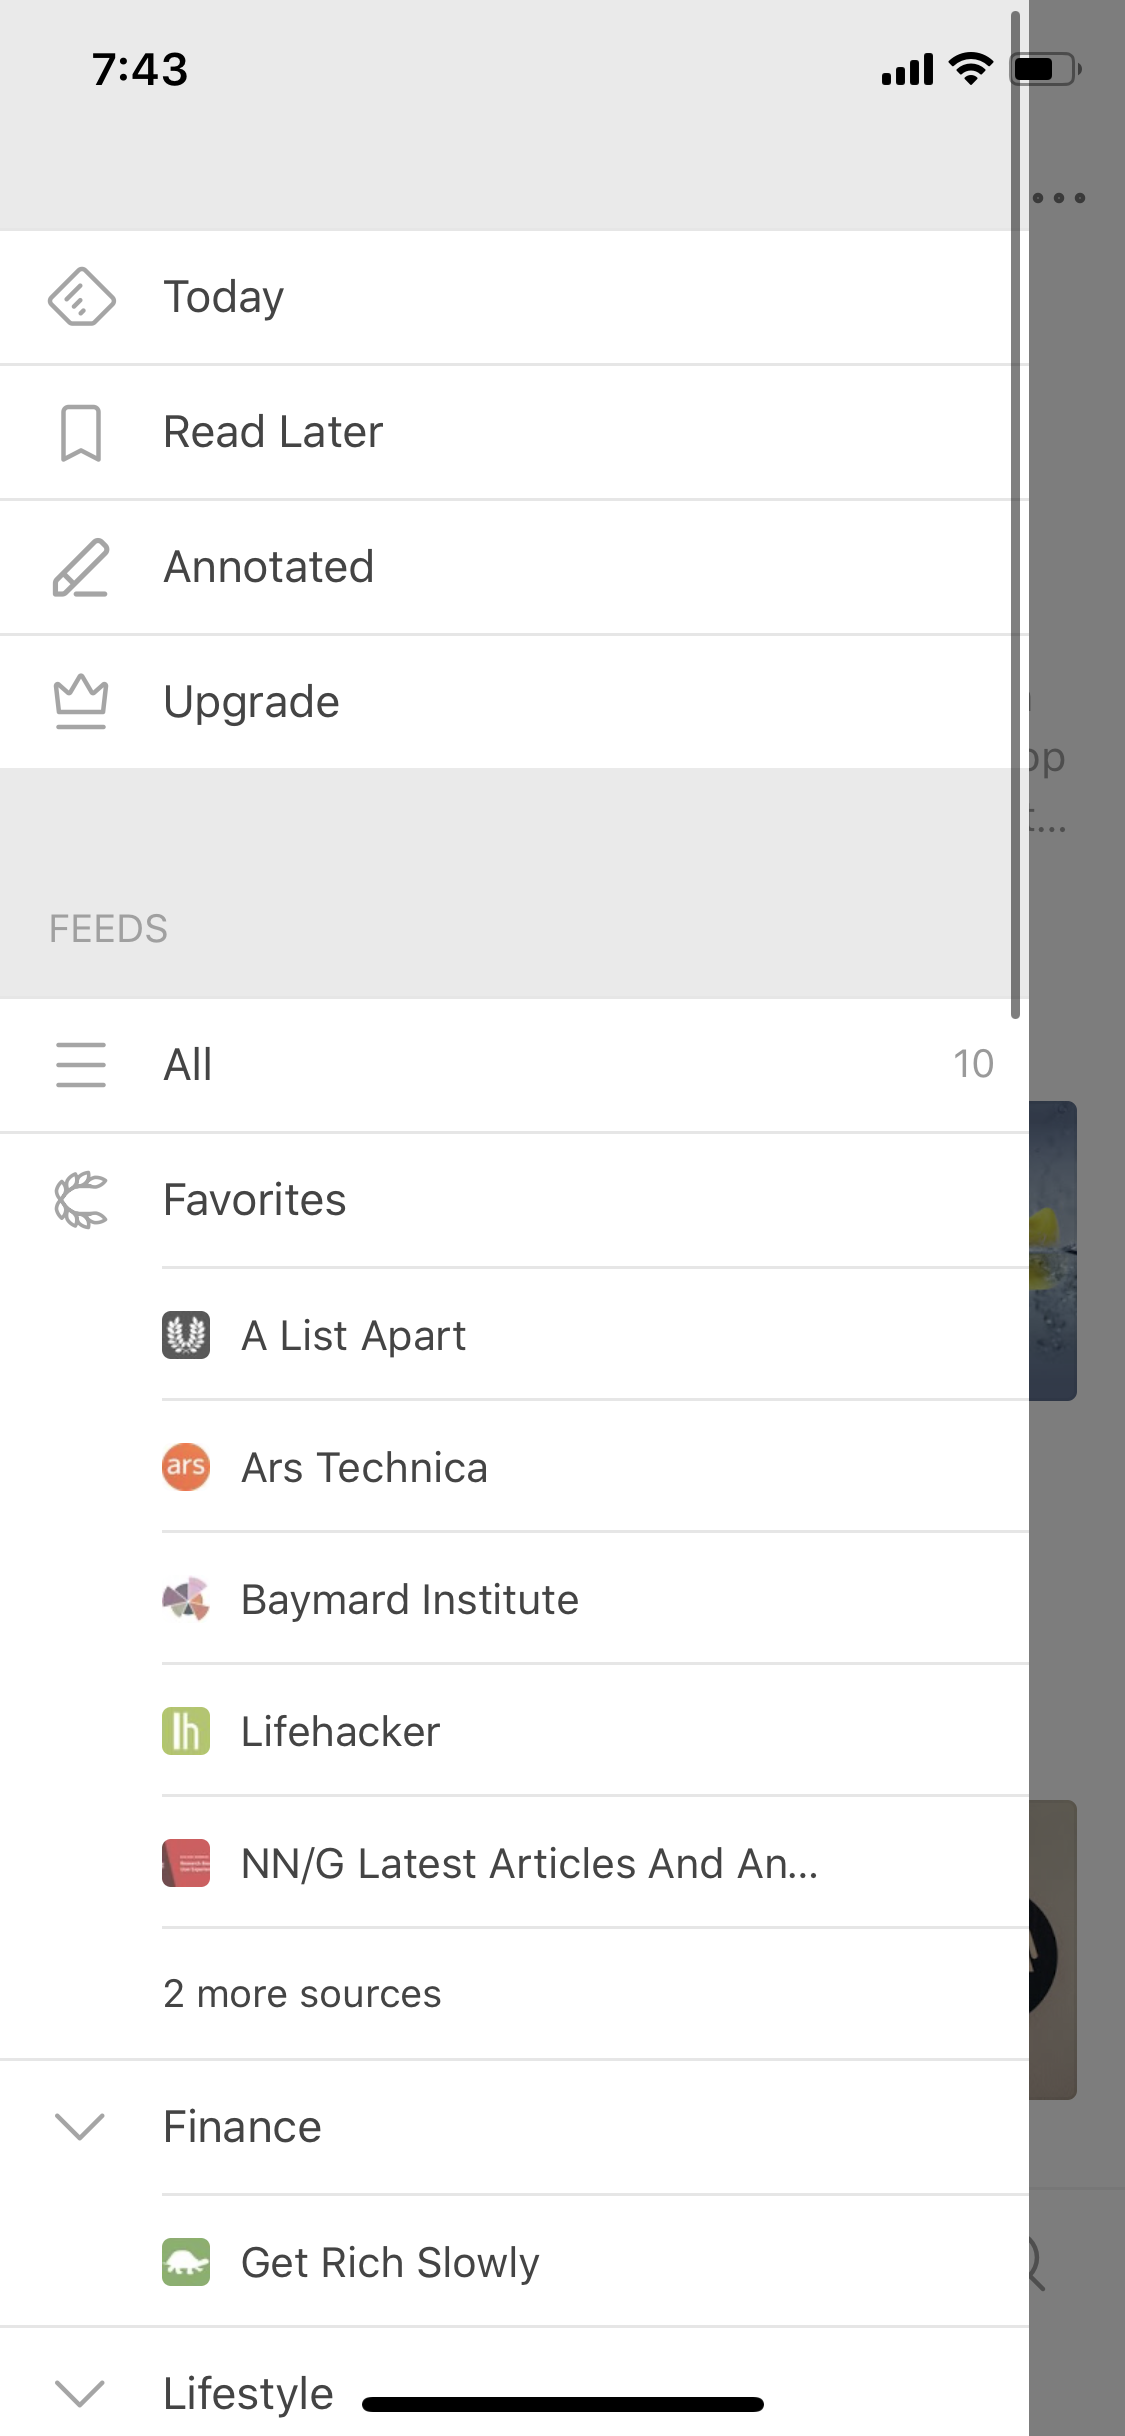 7:43
Today
Read Later
Annotated
Upgrade
FEEDS
All 10
Favorites
A List Apart
ars Ars Technica
Baymard Institute
lh Lifehacker
NN/G Latest Articles And An...
2 more sources
Finance
Get Rich Slowly
Lifestyle